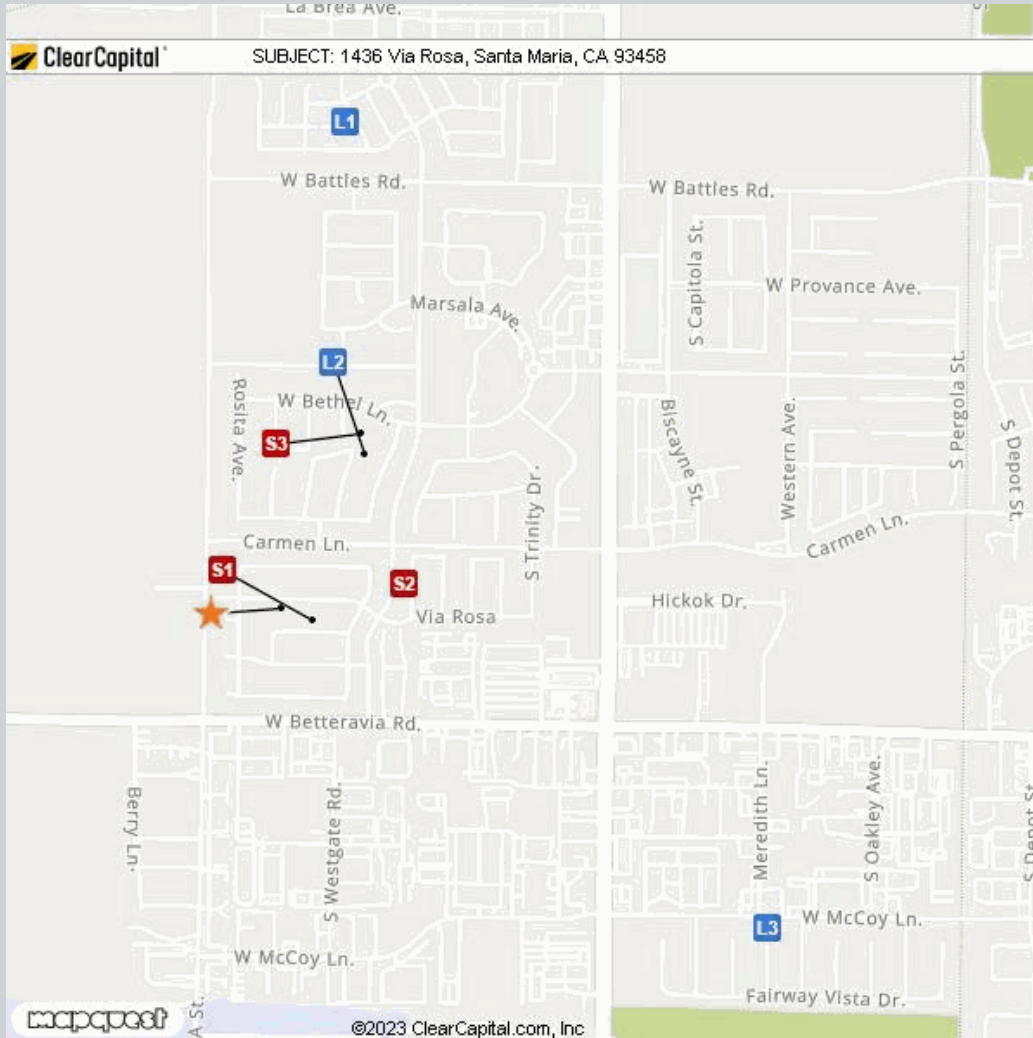 La Brea Ave.
ClearCapital
SUBJECT: 1436 Via Rosa, Santa Maria, CA 93458
L1
W Battles Rd.
W Battles Rd.
S Capitola St.
W Provance Ave.
Marsala Ave.
L2
Rosita Ave.
W Bethel Ln.
S3
Biscayne St.
Western Ave.
S Pergola St.
S Depot St.
S Trinity Dr.
Carmen Ln.
Carmen Ln.
S1
S2
Hickok Dr.
Via Rosa
W Betteravia Rd.
Berry Ln.
S Westgate Rd.
Meredith Ln.
S Oakley Ave.
S Depot St.
L3
W McCoy Ln.
W McCoy Ln.
Fairway Vista Dr.
A St.
mapquest
©2023 ClearCapital.com, Inc